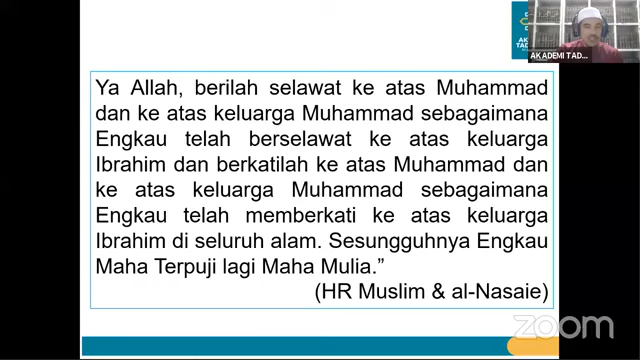 AKADEMI TAD...
Ya Allah, berilah selawat ke atas Muhammad
dan ke atas keluarga Muhammad sebagaimana
Engkau telah berselawat ke atas keluarga
Ibrahim dan berkatilah ke atas Muhammad dan
ke atas keluarga Muhammad sebagaimana
Engkau telah memberkati ke atas keluarga
Ibrahim di seluruh alam. Sesungguhnya Engkau
Maha Terpuji lagi Maha Mulia.”
(HR Muslim & al-Nasaie)
zoom